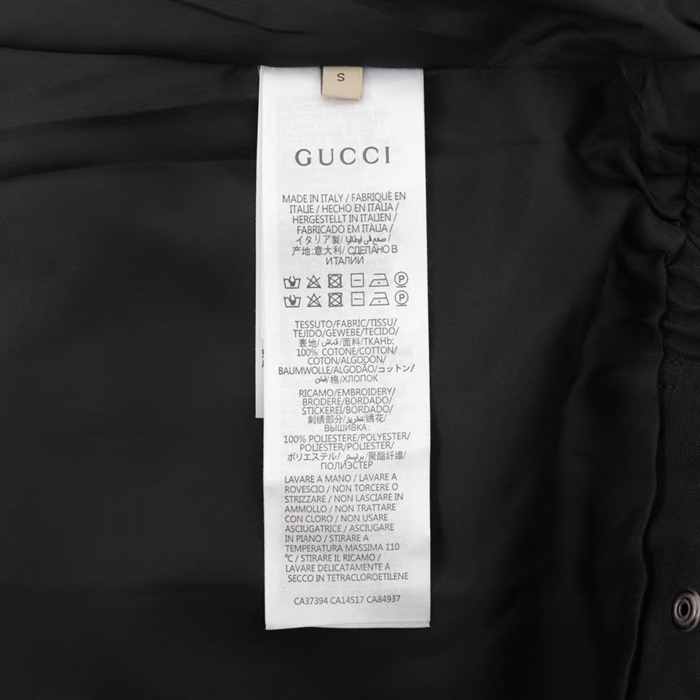 S
GUCCI
MADE IN ITALY / FABRIQUÉ EN
ITALIE / HECHO EN ITALIA /
HERGESTELLT IN ITALIEN /
FABRICADO EM ITÁLIA /
イタリア製 / صنع في إيطاليا /
产地:意大利 / СДЕЛАНО В
ИТАЛИИ
TESSUTO/FABRIC/TISSU/
TEJIDO/GEWEBE/TECIDO/
表地/قماش/面料/ТКАНЬ:
100% COTONE/COTTON/
COTON/ALGODON/
BAUMWOLLE/ALGODÃO/コットン/
قطن/棉/ХЛОПОК
RICAMO/EMBROIDERY/
BRODERE/BORDADO/
STICKEREI/BORDADO/
刺绣部分/تطريز/绣花/
ВЫШИВКА:
100% POLIESTERE/POLYESTER/
POLIESTER/POLIESTER/
ポリエステル/بوليستر/聚酯纤维/
ПОЛИЭСТЕР
LAVARE A MANO / LAVARE A
ROVESCIO / NON TORCERE O
STRIZZARE / NON LASCIARE IN
AMMOLLO / NON TRATTARE
CON CLORO / NON USARE
ASCIUGATRICE / ASCIUGARE
IN PIANO / STIRARE A
TEMPERATURA MASSIMA 110
℃ / STIRARE IL RICAMO /
LAVARE DELICATAMENTE A
SECCO IN TETRACLOROETILENE
CA37394 CA14517 CA84937